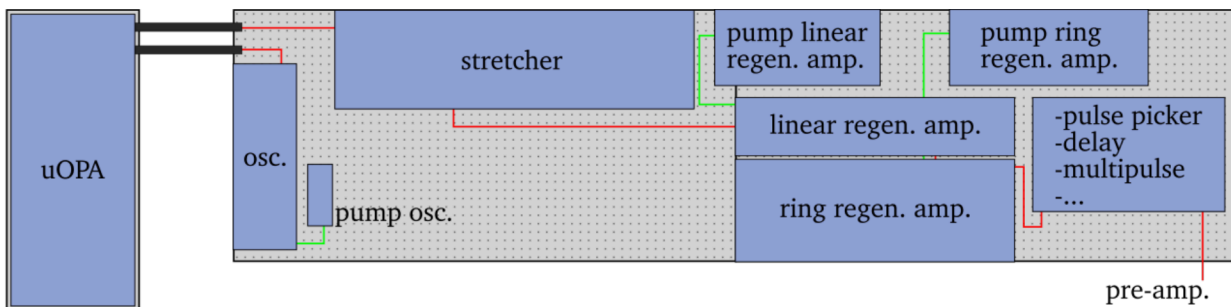 uOPA
osc.
pump osc.
stretcher
pump linear
regen. amp.
pump ring
regen. amp.
linear regen. amp.
ring regen. amp.
-pulse picker
-delay
-multipulse
-...
pre-amp.